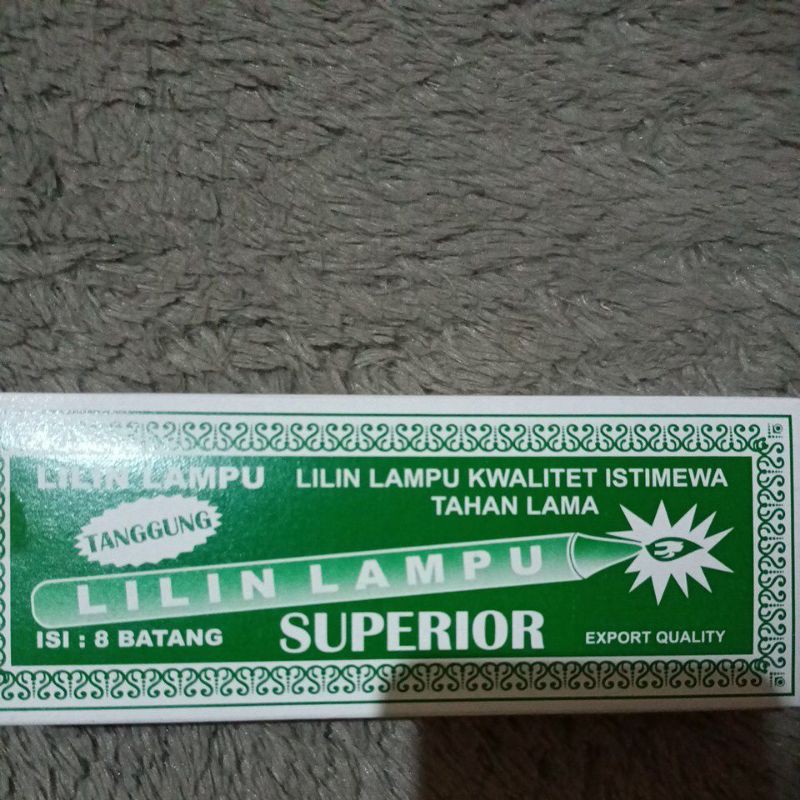 LILIN LAMPU
LILIN LAMPU KWALITET ISTIMEWA
TAHAN LAMA
TANGGUNG
LILIN LAMPU
ISI : 8 BATANG
SUPERIOR
EXPORT QUALITY